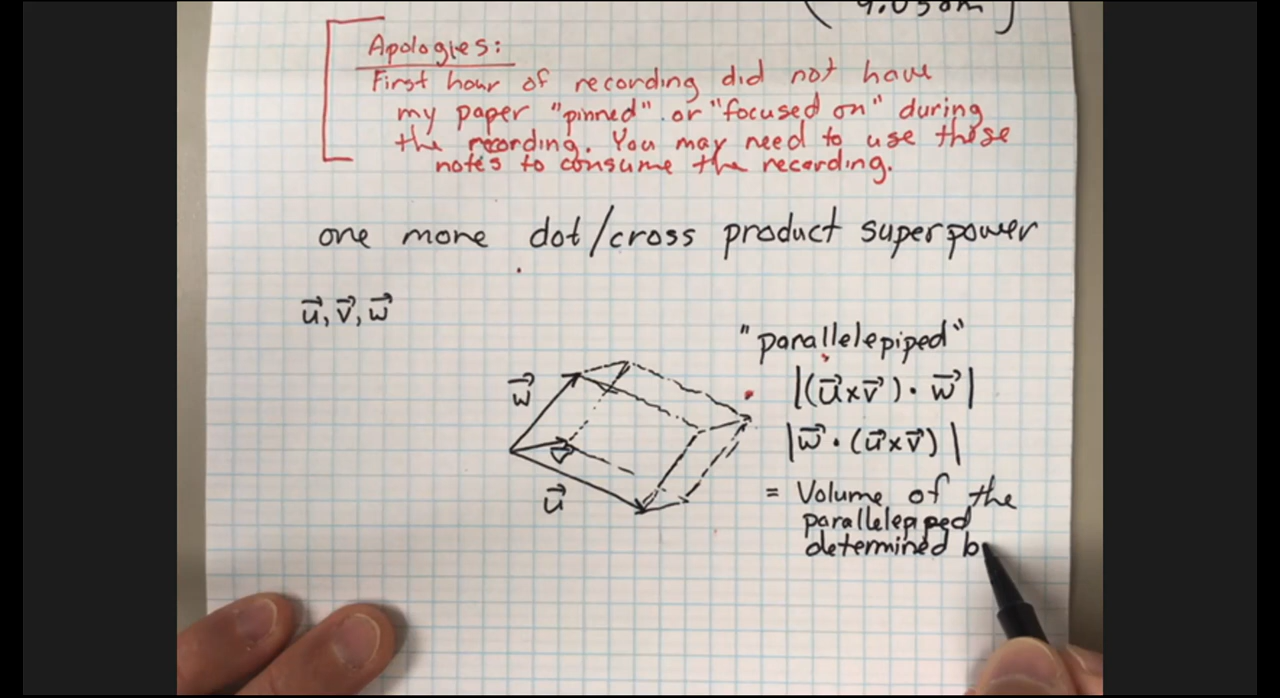 9.030am
Apologies:
First hour of recording did not have
my paper "pinned" or "focused on" during
the recording. You may need to use these
notes to consume the recording.
one more dot/cross product superpower
u⃗, v⃗, w⃗
"parallelepiped"
|(u⃗×v⃗)·w⃗|
w⃗
|w⃗·(u⃗×v⃗)|
v⃗
u⃗
= Volume of the
parallelepiped
determined b